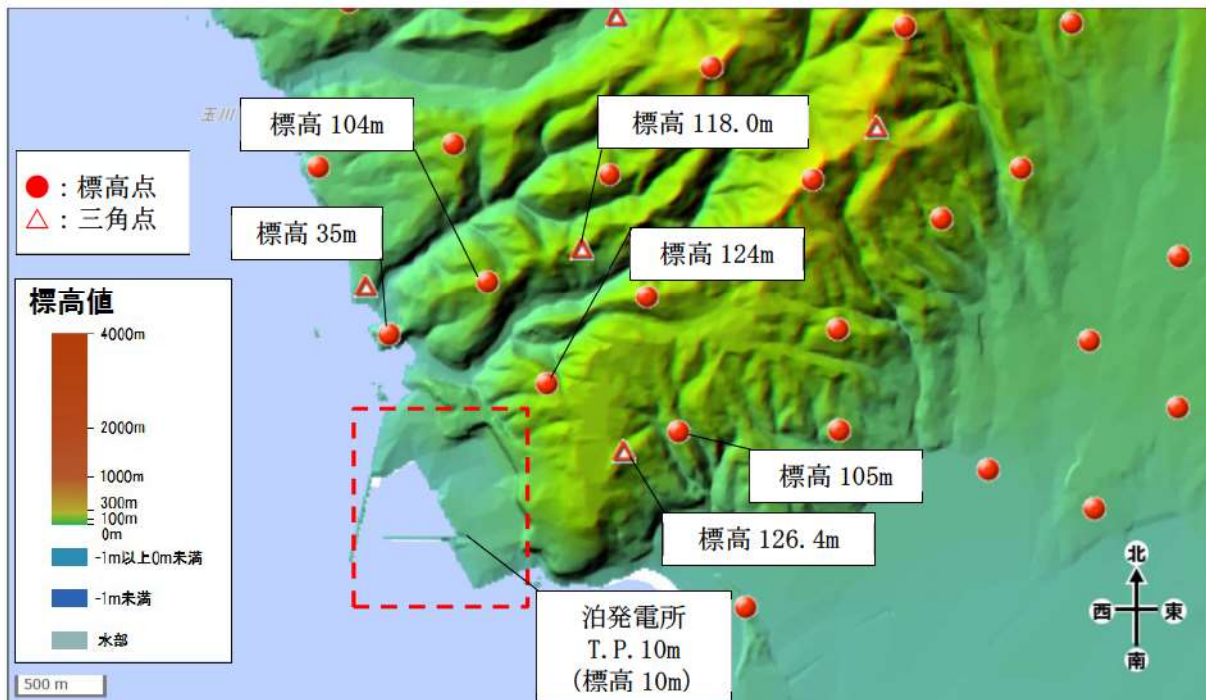 玉川
標高 104m
標高 118.0m
●：標高点
△：三角点
標高 35m
標高 124m
標高値
4000m
2000m
1000m
300m
100m
0m
-1m以上0m未満
-1m未満
水部
標高 105m
標高 126.4m
泊発電所
T.P.10m
(標高 10m)
北
西
東
南
500 m